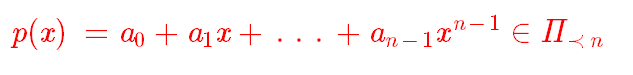 p(x) = a₀ + a₁x + . . . + aₙ₋₁xⁿ⁻¹ ∈ Π≺ₙ